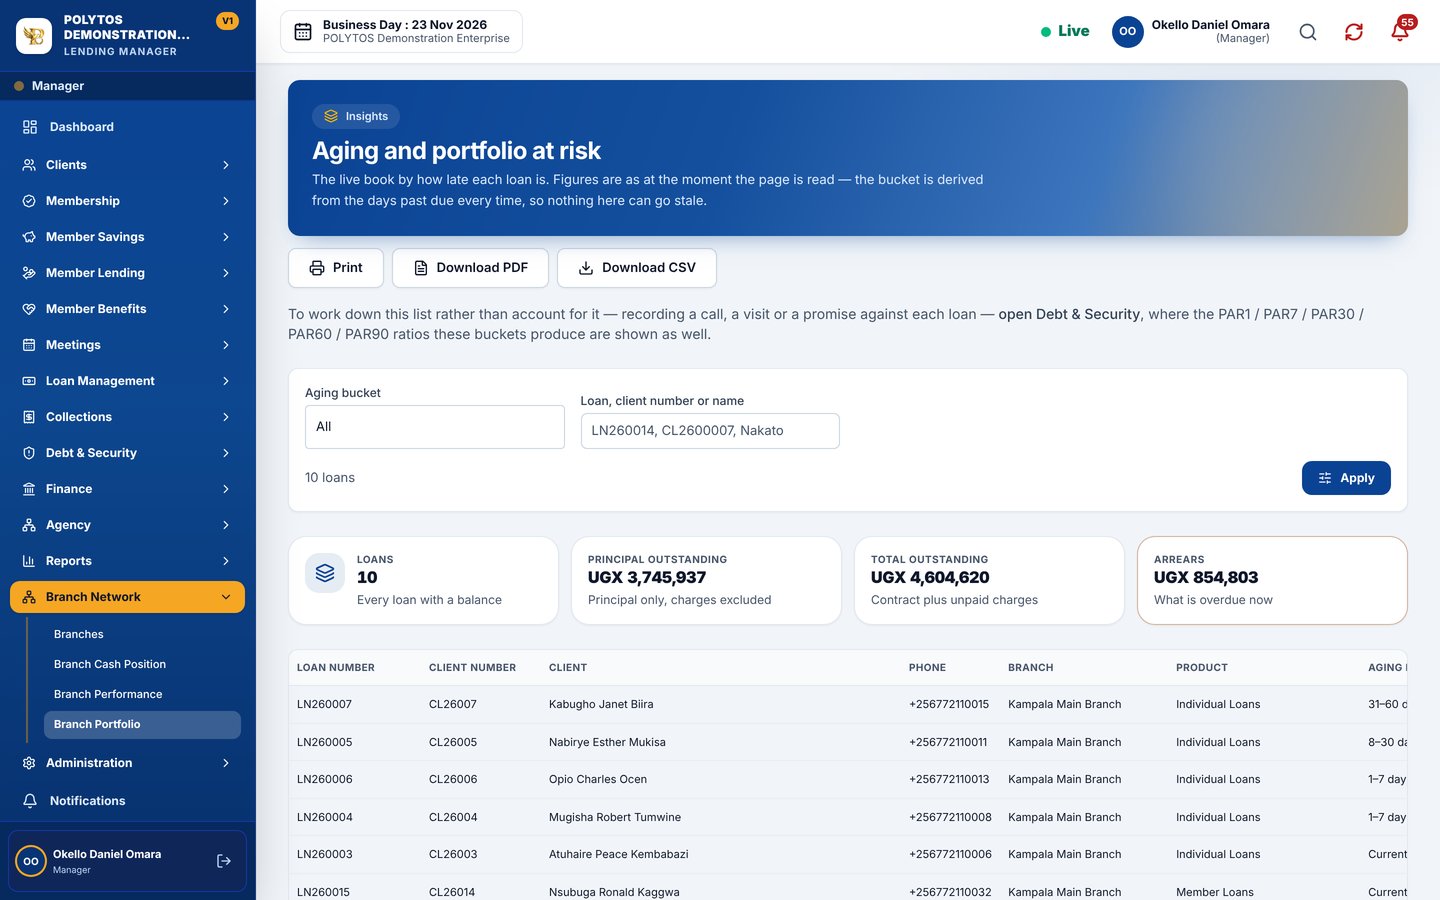 POLYTOS
DEMONSTRATION...
LENDING MANAGER
V1
Manager
Dashboard
Clients
Membership
Member Savings
Member Lending
Member Benefits
Meetings
Loan Management
Collections
Debt & Security
Finance
Agency
Reports
Branch Network
Branches
Branch Cash Position
Branch Performance
Branch Portfolio
Administration
Notifications
OO
Okello Daniel Omara
Manager
Business Day : 23 Nov 2026
POLYTOS Demonstration Enterprise
Live
OO
Okello Daniel Omara
(Manager)
55
Insights
Aging and portfolio at risk
The live book by how late each loan is. Figures are as at the moment the page is read — the bucket is derived
from the days past due every time, so nothing here can go stale.
Print
Download PDF
Download CSV
To work down this list rather than account for it — recording a call, a visit or a promise against each loan — open Debt & Security, where the PAR1 / PAR7 / PAR30 /
PAR60 / PAR90 ratios these buckets produce are shown as well.
Aging bucket
All
Loan, client number or name
LN260014, CL2600007, Nakato
10 loans
Apply
LOANS
10
Every loan with a balance
PRINCIPAL OUTSTANDING
UGX 3,745,937
Principal only, charges excluded
TOTAL OUTSTANDING
UGX 4,604,620
Contract plus unpaid charges
ARREARS
UGX 854,803
What is overdue now
LOAN NUMBER CLIENT NUMBER CLIENT PHONE BRANCH PRODUCT AGING
LN260007 CL26007 Kabugho Janet Biira +256772110015 Kampala Main Branch Individual Loans 31–60 d
LN260005 CL26005 Nabirye Esther Mukisa +256772110011 Kampala Main Branch Individual Loans 8–30 da
LN260006 CL26006 Opio Charles Ocen +256772110013 Kampala Main Branch Individual Loans 1–7 day
LN260004 CL26004 Mugisha Robert Tumwine +256772110008 Kampala Main Branch Individual Loans 1–7 day
LN260003 CL26003 Atuhaire Peace Kembabazi +256772110006 Kampala Main Branch Individual Loans Current
LN260015 CL26014 Nsubuga Ronald Kaggwa +256772110032 Kampala Main Branch Member Loans Current